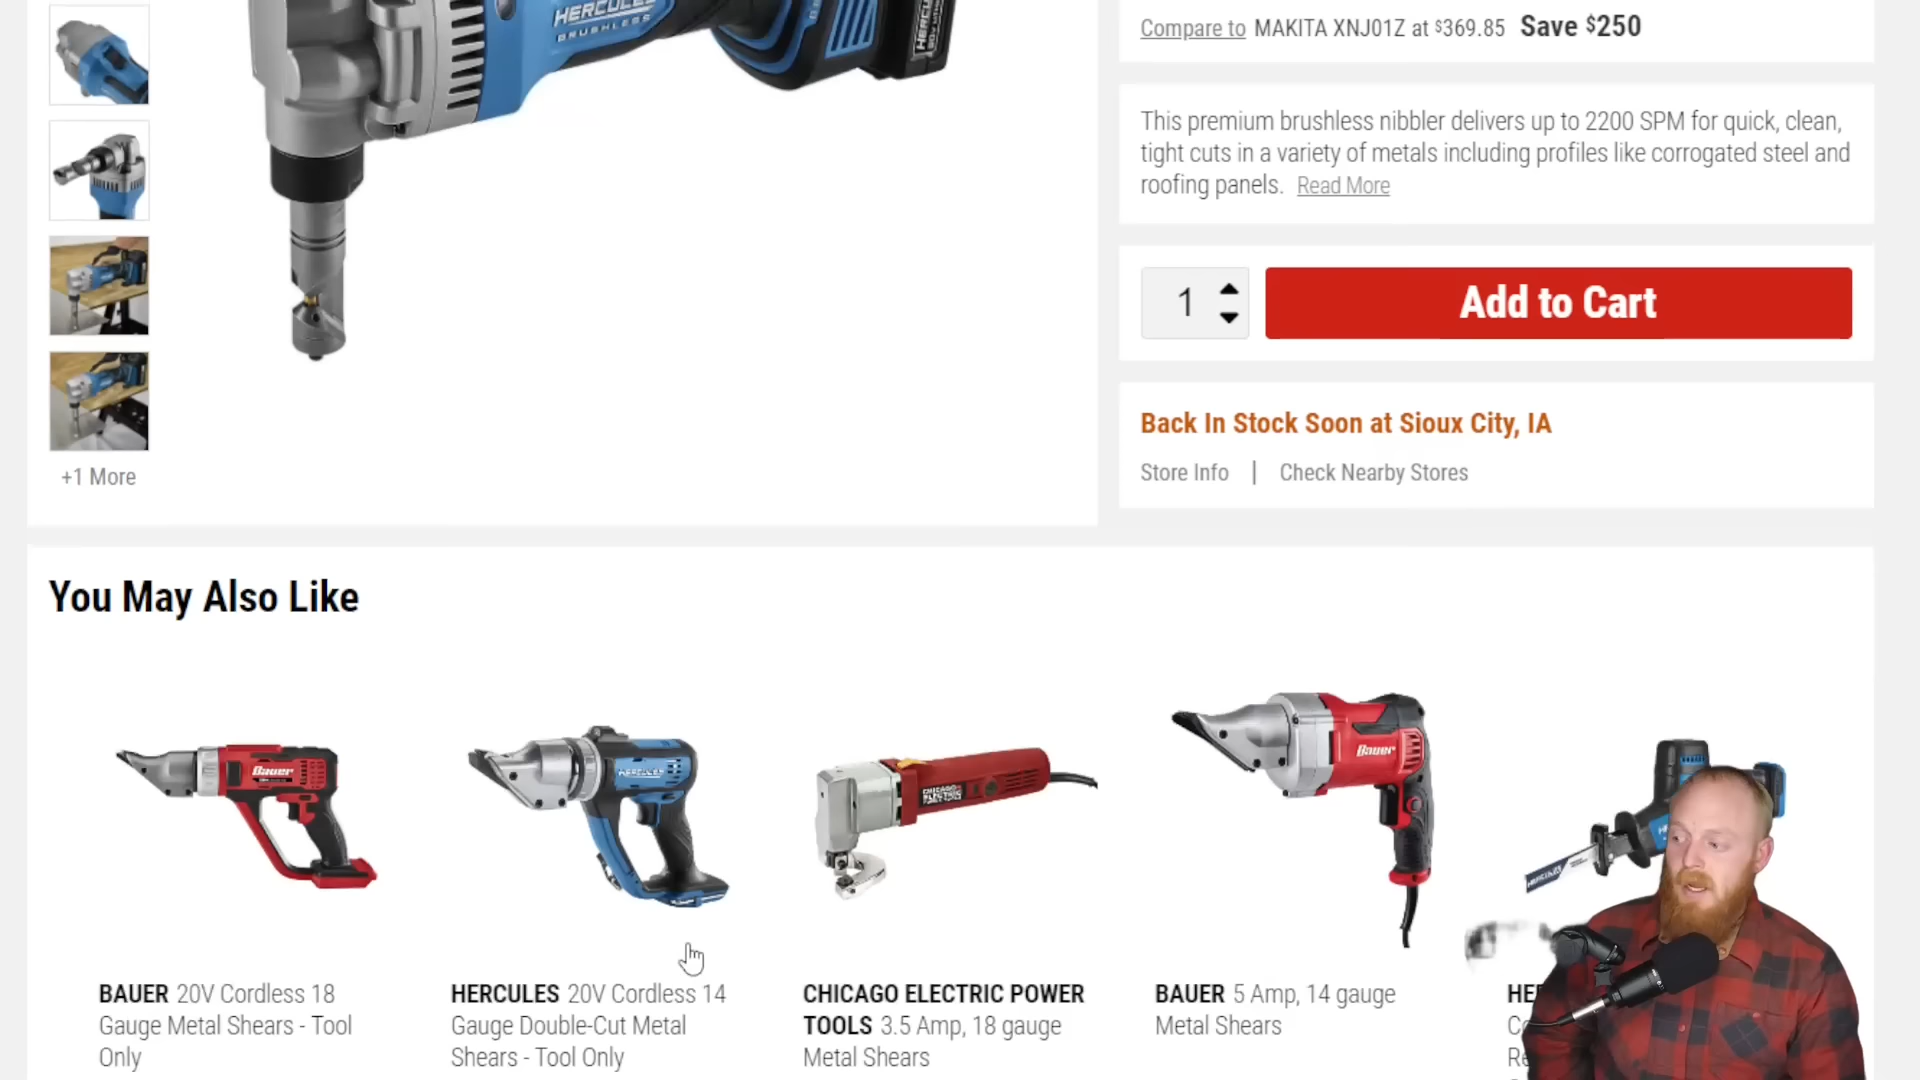 HERCULES
BRUSHLESS
Compare to MAKITA XNJ01Z at $369.85 Save $250
This premium brushless nibbler delivers up to 2200 SPM for quick, clean,
tight cuts in a variety of metals including profiles like corrogated steel and
roofing panels. Read More
1
Add to Cart
Back In Stock Soon at Sioux City, IA
Store Info | Check Nearby Stores
+1 More
You May Also Like
Bauer
HERCULES
CHICAGO
ELECTRIC
Bauer
BAUER 20V Cordless 18
Gauge Metal Shears - Tool
Only
HERCULES 20V Cordless 14
Gauge Double-Cut Metal
Shears - Tool Only
CHICAGO ELECTRIC POWER
TOOLS 3.5 Amp, 18 gauge
Metal Shears
BAUER 5 Amp, 14 gauge
Metal Shears